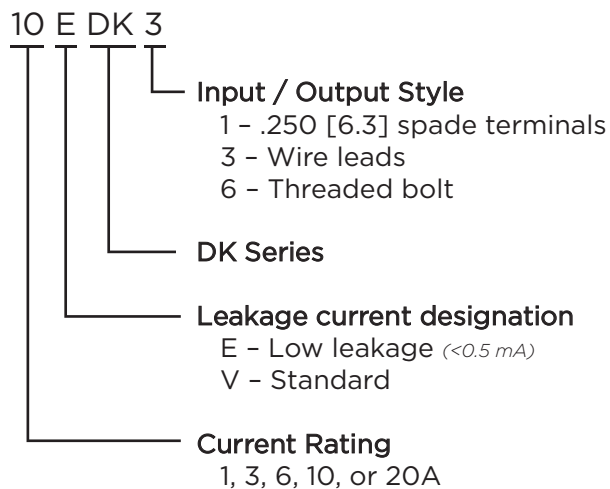 10 E DK 3
Input / Output Style
1 – .250 [6.3] spade terminals
3 – Wire leads
6 – Threaded bolt
DK Series
Leakage current designation
E – Low leakage (<0.5 mA)
V – Standard
Current Rating
1, 3, 6, 10, or 20A